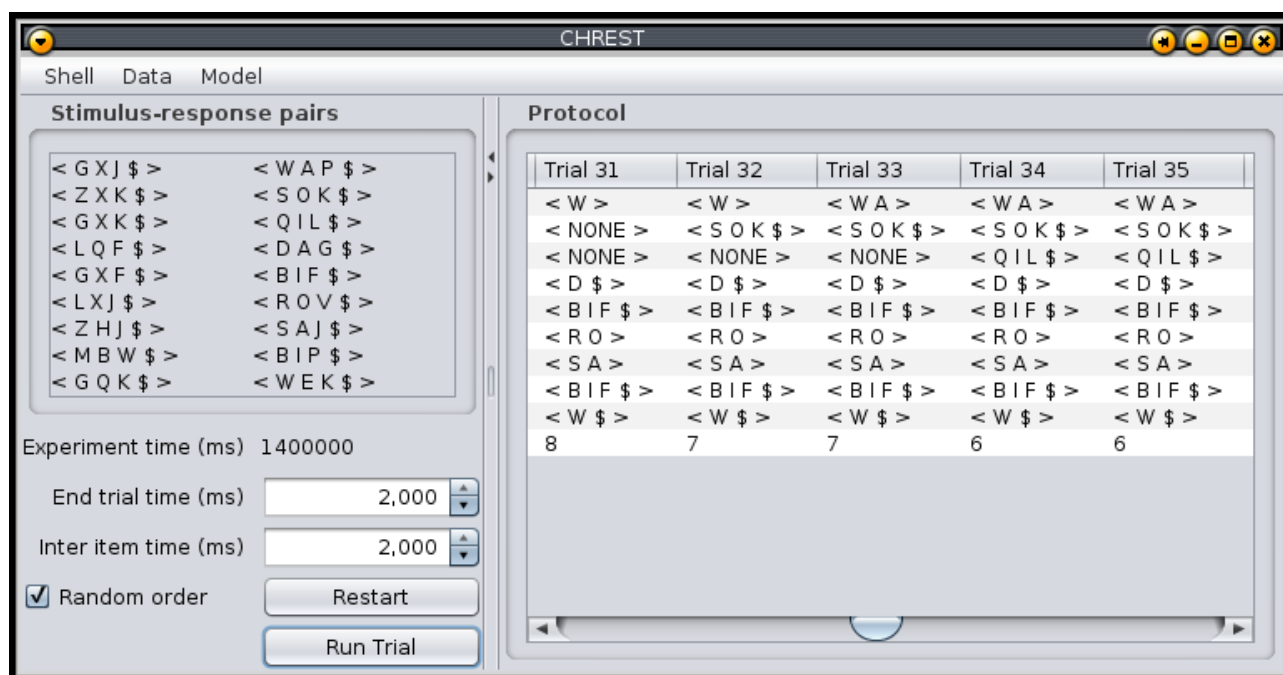 CHREST
Shell Data Model
Stimulus-response pairs
< G X J $ > < W A P $ >
< Z X K $ > < S O K $ >
< G X K $ > < Q I L $ >
< L Q F $ > < D A G $ >
< G X F $ > < B I F $ >
< L X J $ > < R O V $ >
< Z H J $ > < S A J $ >
< M B W $ > < B I P $ >
< G Q K $ > < W E K $ >
Experiment time (ms) 1400000
End trial time (ms) 2,000
Inter item time (ms) 2,000
Random order Restart
Run Trial
Protocol
Trial 31 Trial 32 Trial 33 Trial 34 Trial 35
< W > < W > < W A > < W A > < W A >
< NONE > < S O K $ > < S O K $ > < S O K $ > < S O K $ >
< NONE > < NONE > < NONE > < Q I L $ > < Q I L $ >
< D $ > < D $ > < D $ > < D $ > < D $ >
< B I F $ > < B I F $ > < B I F $ > < B I F $ > < B I F $ >
< R O > < R O > < R O > < R O > < R O >
< S A > < S A > < S A > < S A > < S A >
< B I F $ > < B I F $ > < B I F $ > < B I F $ > < B I F $ >
< W $ > < W $ > < W $ > < W $ > < W $ >
8 7 7 6 6